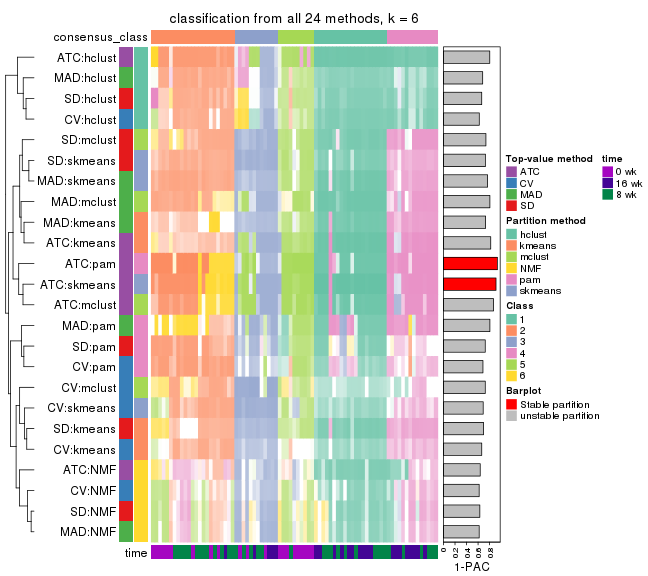 classification from all 24 methods, k = 6
consensus_class
ATC:hclust
MAD:hclust
SD:hclust
CV:hclust
SD:mclust
SD:skmeans
MAD:skmeans
MAD:mclust
MAD:kmeans
ATC:kmeans
ATC:pam
ATC:skmeans
ATC:mclust
MAD:pam
SD:pam
CV:pam
CV:mclust
CV:skmeans
SD:kmeans
CV:kmeans
ATC:NMF
CV:NMF
SD:NMF
MAD:NMF
time
0 0.2 0.4 0.6 0.8
1-PAC
Top-value method
ATC
CV
MAD
SD
Partition method
hclust
kmeans
mclust
NMF
pam
skmeans
Class
1
2
3
4
5
6
Barplot
Stable partition
unstable partition
time
0 wk
16 wk
8 wk